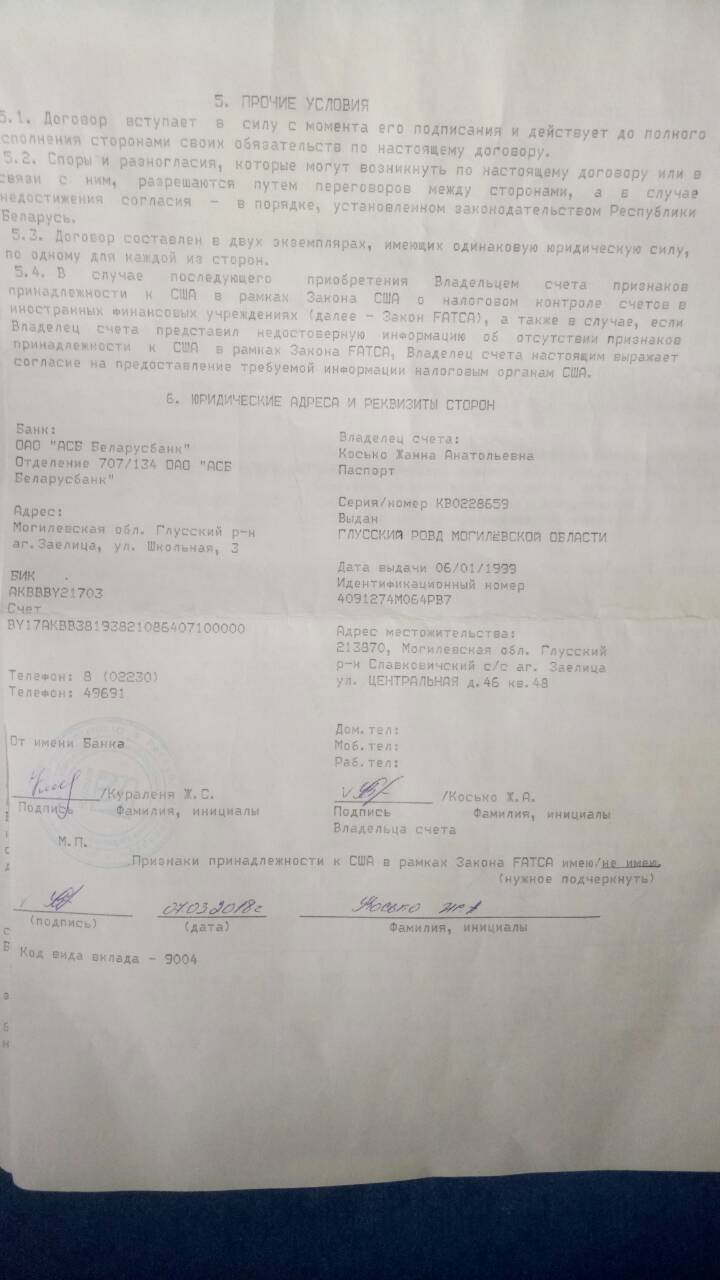 5. ПРОЧИЕ УСЛОВИЯ
5.1. Договор вступает в силу с момента его подписания и действует до полного
сполнения сторонами своих обязательств по настоящему договору.
5.2. Споры и разногласия, которые могут возникнуть по настоящему договору или в
связи с ним, разрешаются путем переговоров между сторонами, а в случае
недостижения согласия - в порядке, установленном законодательством Республики
Беларусь.
5.3. Договор составлен в двух экземплярах, имеющих одинаковую юридическую силу,
по одному для каждой из сторон.
5.4. В случае последующего приобретения Владельцем счета признаков
принадлежности к США в рамках Закона США о налоговом контроле счетов в
иностранных финансовых учреждениях (далее - Закон FATCA), а также в случае, если
Владелец счета представил недостоверную информацию об отсутствии признаков
принадлежности к США в рамках Закона FATCA, Владелец счета настоящим выражает
согласие на предоставление требуемой информации налоговым органам США.
6. ЮРИДИЧЕСКИЕ АДРЕСА И РЕКВИЗИТЫ СТОРОН
Банк:
ОАО "АСБ Беларусбанк"
Отделение 707/134 ОАО "АСБ
Беларусбанк"
Адрес:
Могилевская обл. Глусский р-н
аг.Заелица, ул. Школьная, 3
БИК
AKBBBY21703
Счет
BY17AKBB38193821086407100000
Телефон: 8 (02230)
Телефон: 49691
От имени Банка
/Кураленя Ж.С.
Подпись Фамилия, инициалы
М.П.
Владелец счета:
Косько Жанна Анатольевна
Паспорт
Серия/номер КВ0228659
Выдан
ГЛУССКИЙ РОВД МОГИЛЁВСКОЙ ОБЛАСТИ
Дата выдачи 06/01/1999
Идентификационный номер
4091274М064РВ7
Адрес местожительства:
213870, Могилевская обл. Глусский
р-н Славковичский с/с аг. Заелица
ул. ЦЕНТРАЛЬНАЯ д.46 кв.48
Дом.тел:
Моб.тел:
Раб.тел:
V /Косько Ж.А.
Подпись Фамилия, инициалы
Владельца счета
Признаки принадлежности к США в рамках Закона FATCA имею/не имею.
(нужное подчеркнуть)
07.03.2018г Косько Ж.А
(подпись) (дата) Фамилия, инициалы
Код вида вклада - 9004